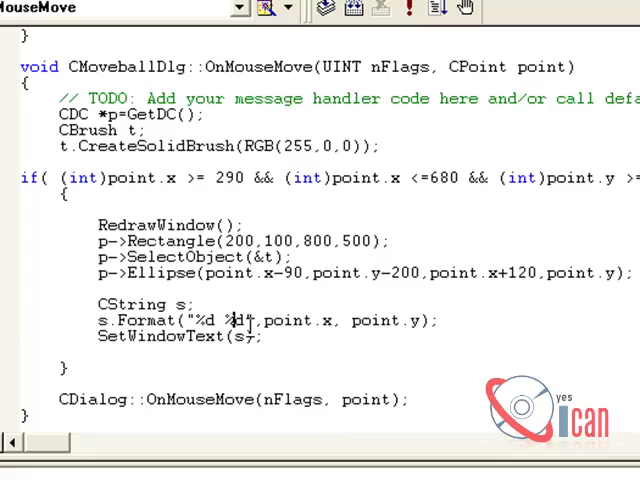 MouseMove
}
void CMoveballDlg::OnMouseMove(UINT nFlags, CPoint point)
{
// TODO: Add your message handler code here and/or call defa
CDC *p=GetDC();
CBrush t;
t.CreateSolidBrush(RGB(255,0,0));
if( (int)point.x >= 290 && (int)point.x <=680 && (int)point.y >=
{
RedrawWindow();
p->Rectangle(200,100,800,500);
p->SelectObject(&t);
p->Ellipse(point.x-90,point.y-200,point.x+120,point.y);
CString s;
s.Format("%d %d",point.x, point.y);
SetWindowText(s);
}
CDialog::OnMouseMove(nFlags, point);
}
yes
ican